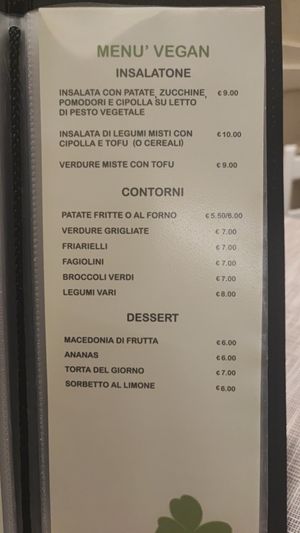 MENU' VEGAN
INSALATONE
INSALATA CON PATATE, ZUCCHINE, € 9.00
POMODORI E CIPOLLA SU LETTO
DI PESTO VEGETALE
INSALATA DI LEGUMI MISTI CON € 10.00
CIPOLLA E TOFU (O CEREALI)
VERDURE MISTE CON TOFU € 9.00
CONTORNI
PATATE FRITTE O AL FORNO € 5.50/6.00
VERDURE GRIGLIATE € 7.00
FRIARIELLI € 7.00
FAGIOLINI € 7.00
BROCCOLI VERDI € 7.00
LEGUMI VARI € 8.00
DESSERT
MACEDONIA DI FRUTTA € 6.00
ANANAS € 6.00
TORTA DEL GIORNO € 7.00
SORBETTO AL LIMONE € 6.00